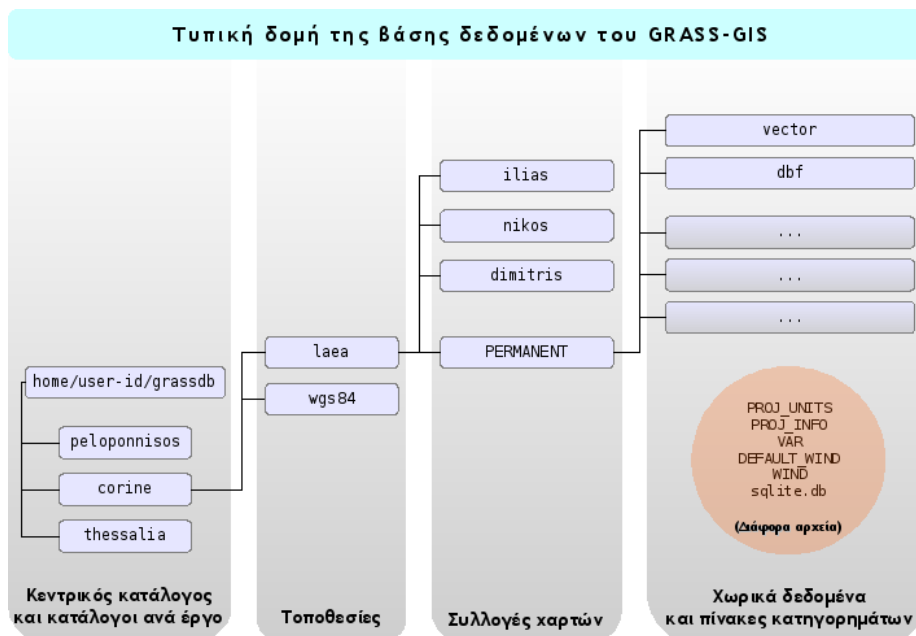 Τυπική δομή της βάσης δεδομένων του GRASS-GIS
home/user-id/grassdb
peloponnisos
corine
thessalia
Κεντρικός κατάλογος
και κατάλογοι ανά έργο
laea
wgs84
Τοποθεσίες
ilias
nikos
dimitris
PERMANENT
Συλλογές χαρτών
vector
dbf
...
...
...
PROJ_UNITS
PROJ_INFO
VAR
DEFAULT_WIND
WIND
sqlite.db
(Διάφορα αρχεία)
Χωρικά δεδομένα
και πίνακες κατηγορημάτων